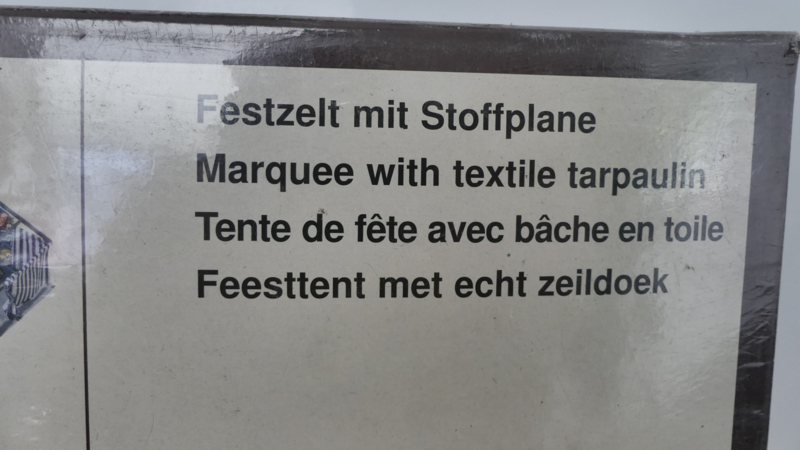 Festzelt mit Stoffplane
Marquee with textile tarpaulin
Tente de fête avec bâche en toile
Feesttent met echt zeildoek